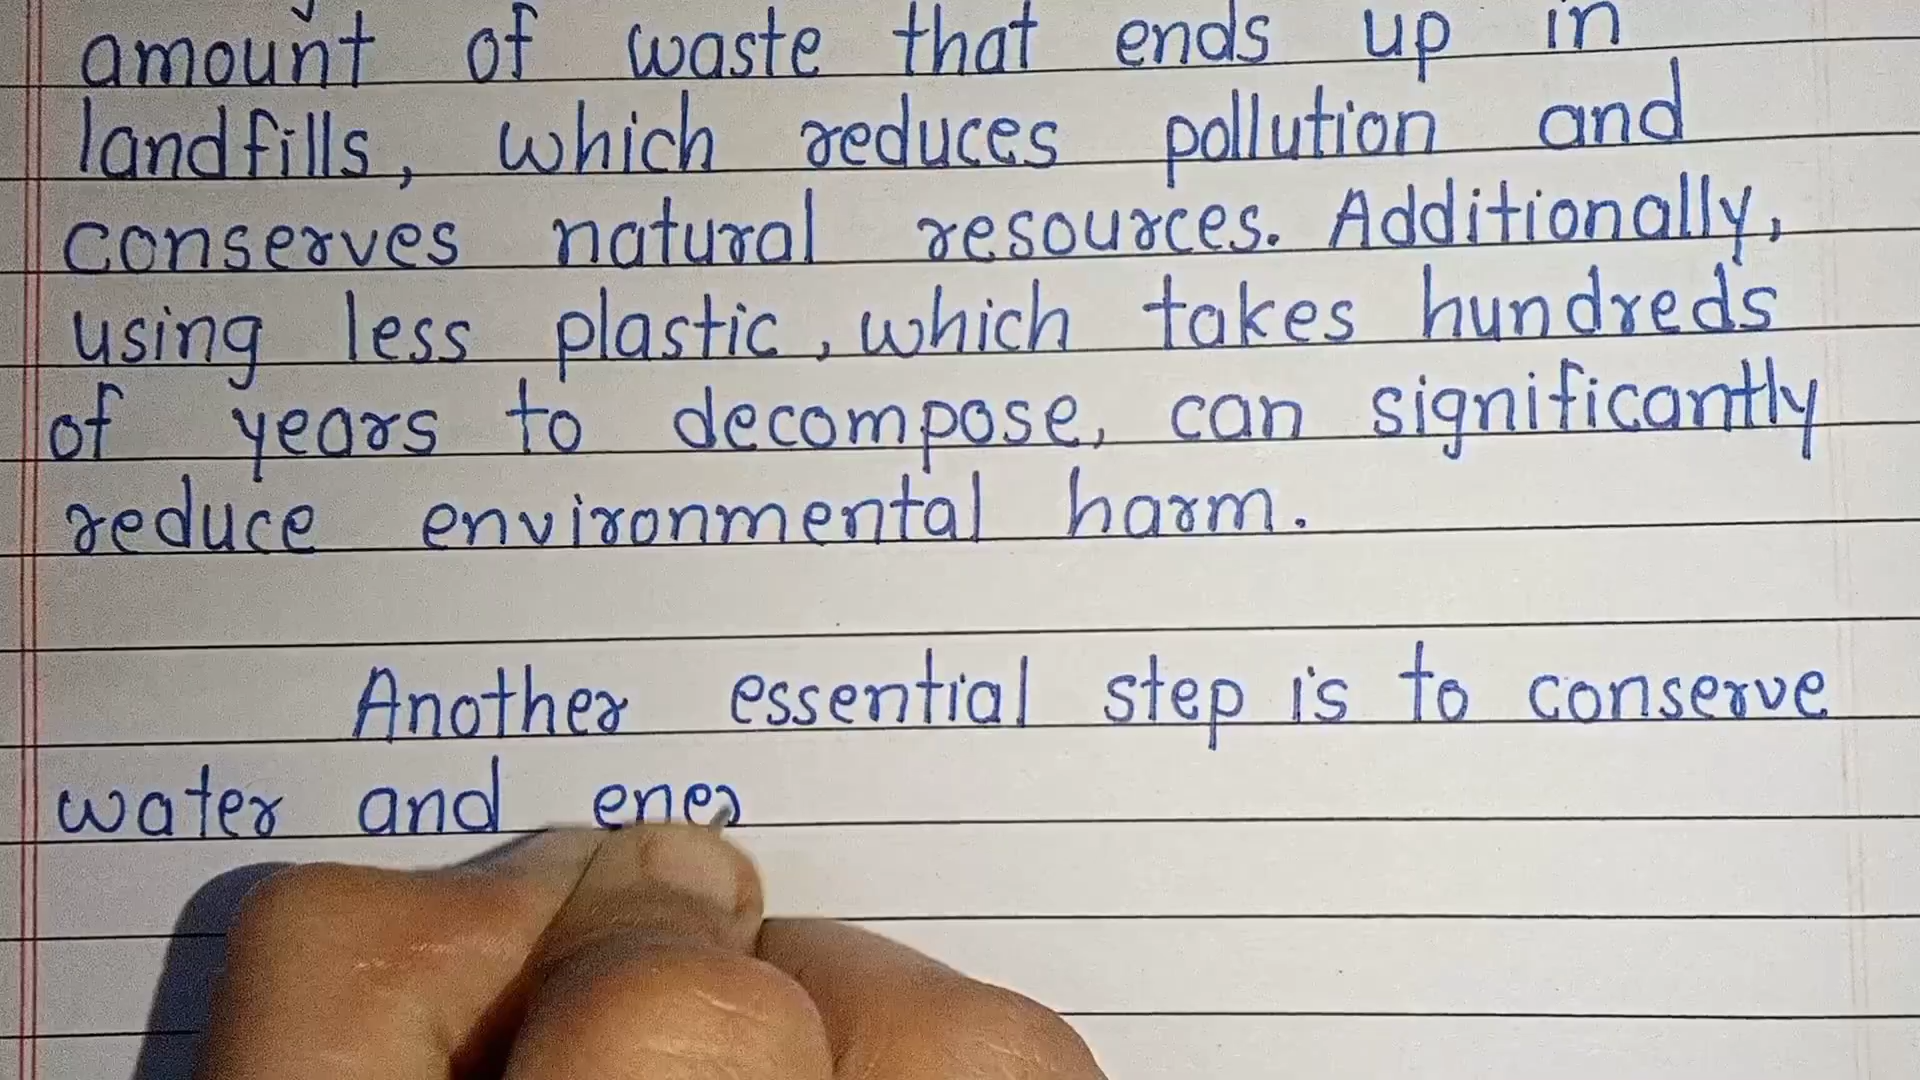 amount of waste that ends up in
landfills, which reduces pollution and
conserves natural resources. Additionally,
using less plastic, which takes hundreds
of years to decompose, can significantly
reduce environmental harm.
Another essential step is to conserve
water and ener